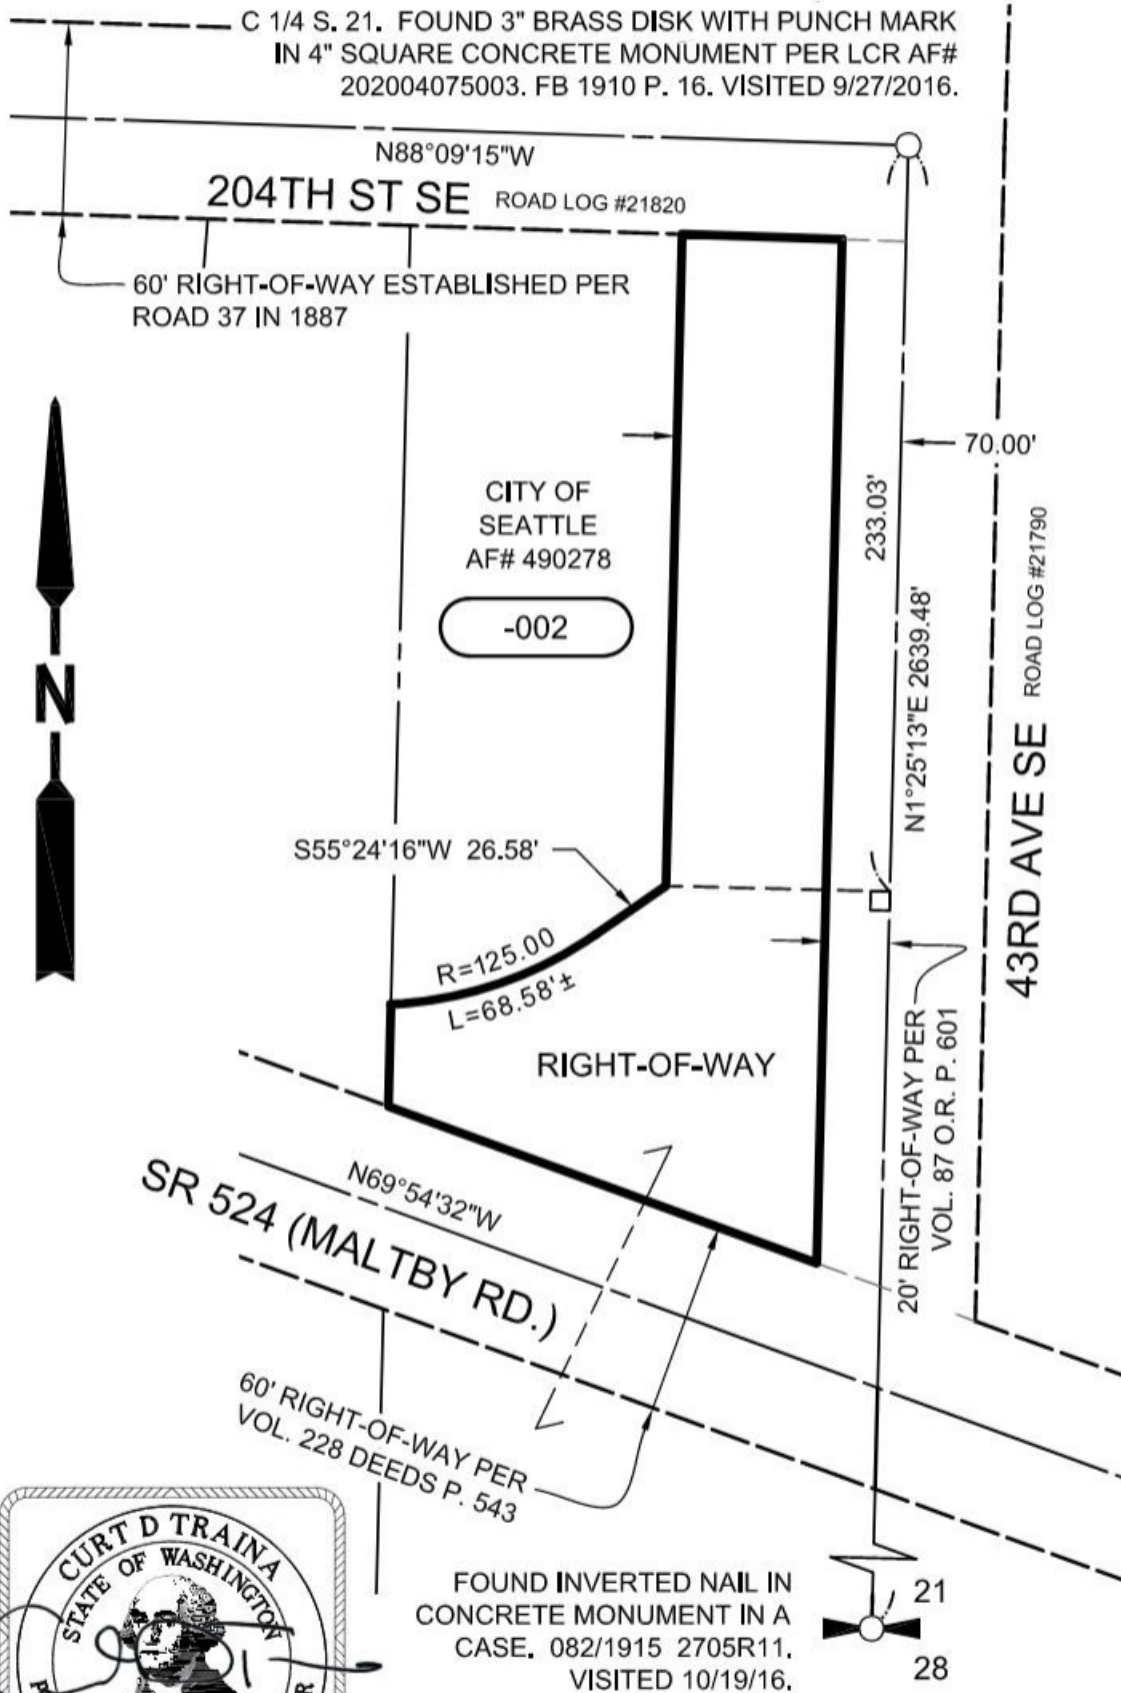 C 1/4 S. 21. FOUND 3" BRASS DISK WITH PUNCH MARK
IN 4" SQUARE CONCRETE MONUMENT PER LCR AF#
202004075003. FB 1910 P. 16. VISITED 9/27/2016.
N88°09'15"W
204TH ST SE ROAD LOG #21820
60' RIGHT-OF-WAY ESTABLISHED PER
ROAD 37 IN 1887
70.00'
CITY OF
SEATTLE
AF# 490278
-002
233.03'
N1°25'13"E 2639.48'
43RD AVE SE ROAD LOG #21790
N
S55°24'16"W 26.58'
R=125.00
L=68.58'±
RIGHT-OF-WAY
20' RIGHT-OF-WAY PER
VOL. 87 O.R. P. 601
N69°54'32"W
SR 524 (MALTBY RD.)
60' RIGHT-OF-WAY PER
VOL. 228 DEEDS P. 543
CURT D TRAINA
STATE OF WASHINGTON
FOUND INVERTED NAIL IN
CONCRETE MONUMENT IN A
CASE. 082/1915 2705R11.
VISITED 10/19/16.
21
28